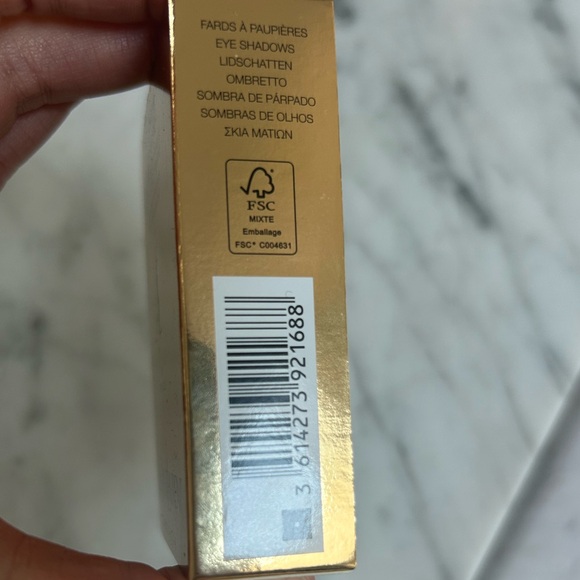 FARDS À PAUPIÈRES
EYE SHADOWS
LIDSCHATTEN
OMBRETTO
SOMBRA DE PÁRPADO
SOMBRAS DE OLHOS
ΣΚΙΑ ΜΑΤΙΩΝ
FSC
MIXTE
Emballage
FSC® C004631
3 614273 921688